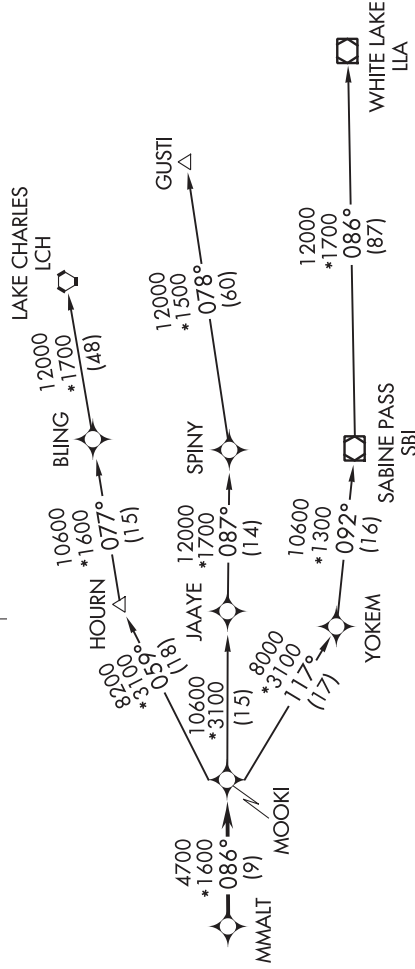 MMALT
4700
*1600
086°
(9)
MOOKI
8200
*3100
059°
(18)
HOURN
10600
*1600
077°
(15)
BLING
12000
*1700
(48)
LAKE CHARLES
LCH
10600
*3100
(15)
JAAYE
12000
*1700
087°
(14)
SPINY
12000
*1500
078°
(60)
GUSTI
8000
*3100
117°
(17)
YOKEM
10600
*1300
092°
(16)
SABINE PASS
SBI
12000
*1700
086°
(87)
WHITE LAKE
LLA